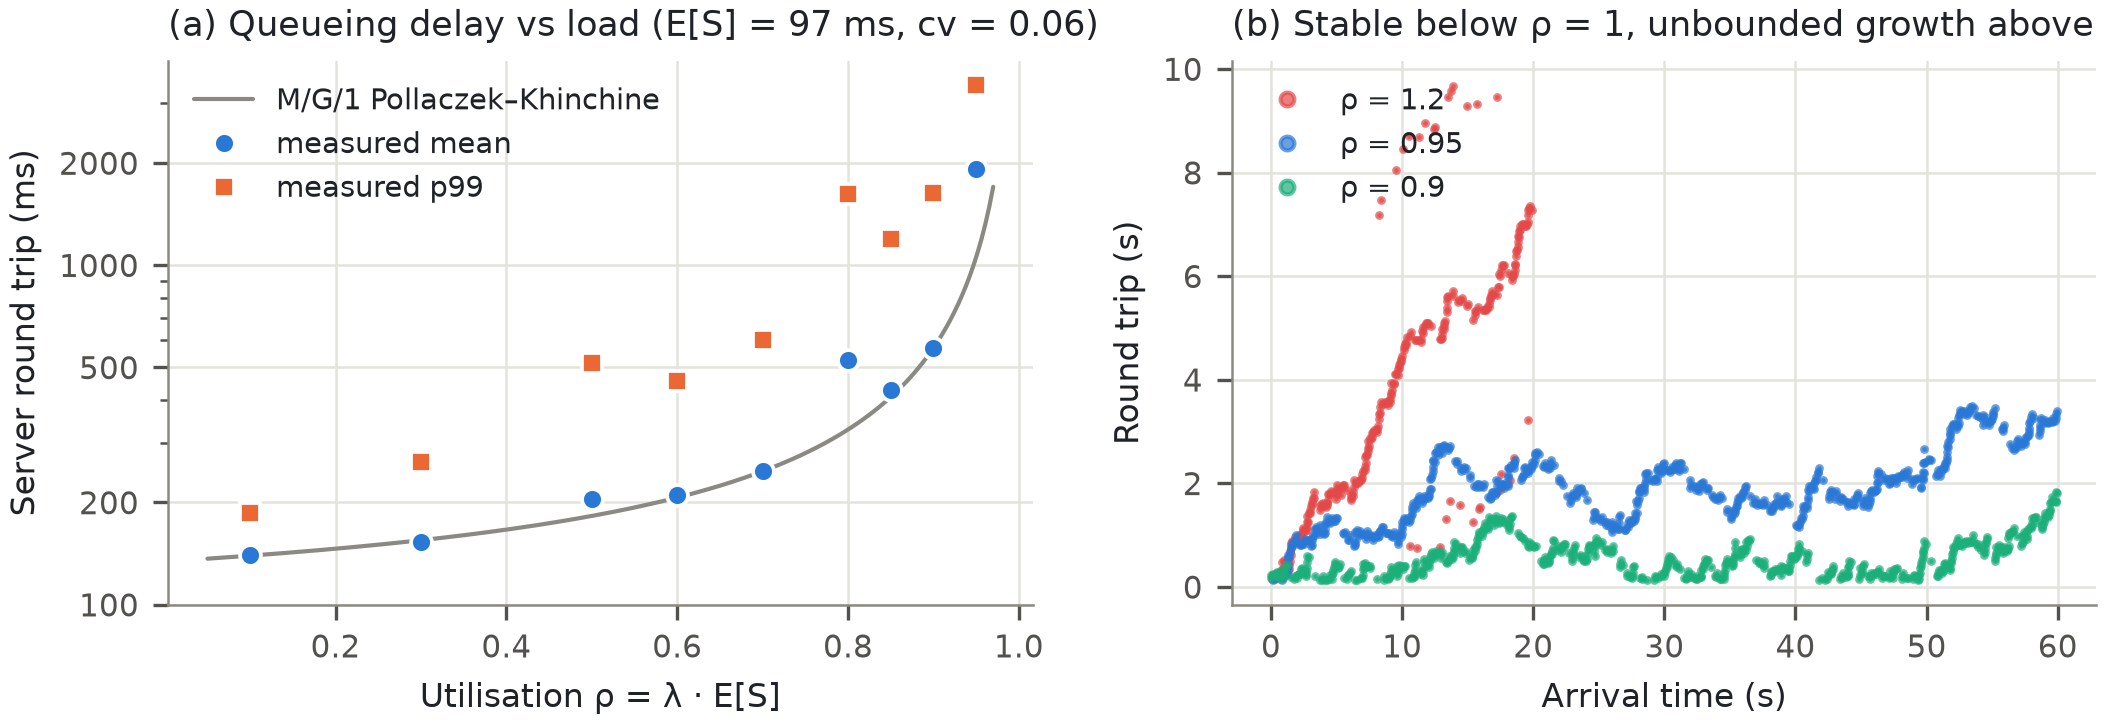 (a) Queueing delay vs load (E[S] = 97 ms, cv = 0.06)
M/G/1 Pollaczek–Khinchine
measured mean
measured p99
Server round trip (ms)
2000
1000
500
200
100
0.2 0.4 0.6 0.8 1.0
Utilisation ρ = λ · E[S]
(b) Stable below ρ = 1, unbounded growth above
ρ = 1.2
ρ = 0.95
ρ = 0.9
Round trip (s)
10
8
6
4
2
0
0 10 20 30 40 50 60
Arrival time (s)